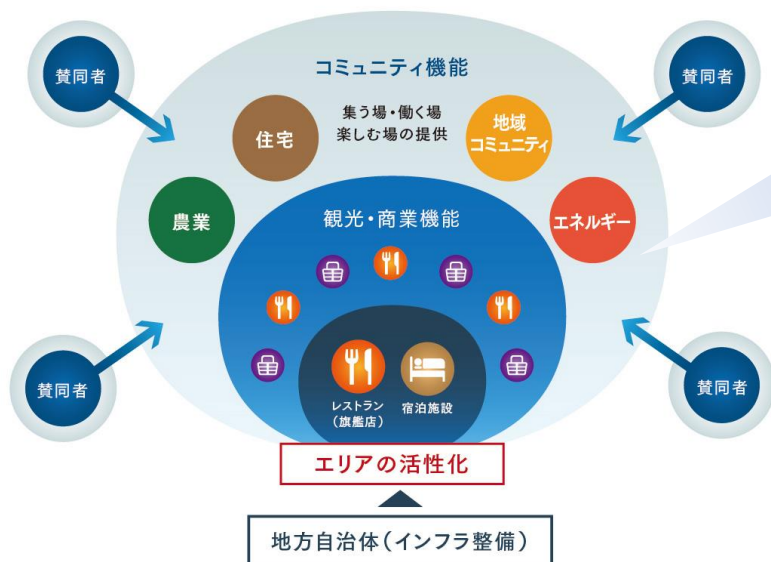 コミュニティ機能
賛同者
賛同者
集う場・働く場
楽しむ場の提供
住宅
地域
コミュニティ
農業
エネルギー
観光・商業機能
賛同者
賛同者
レストラン
(旗艦店)
宿泊施設
エリアの活性化
地方自治体(インフラ整備)